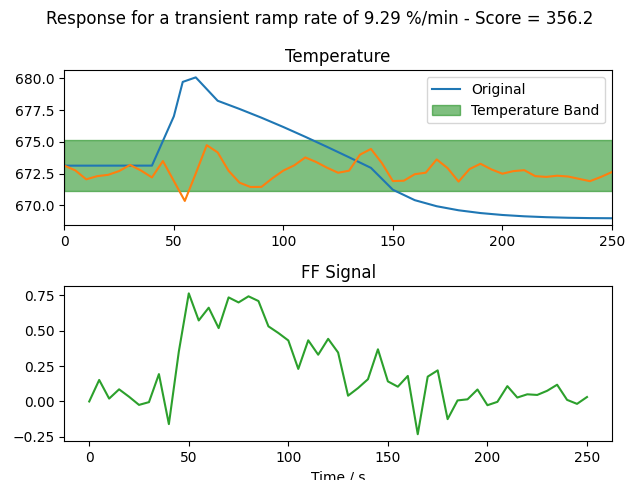 Response for a transient ramp rate of 9.29 %/min - Score = 356.2
Temperature
680.0
677.5
675.0
672.5
670.0
Original
Temperature Band
0 50 100 150 200 250
FF Signal
0.75
0.50
0.25
0.00
−0.25
0 50 100 150 200 250
Time / s